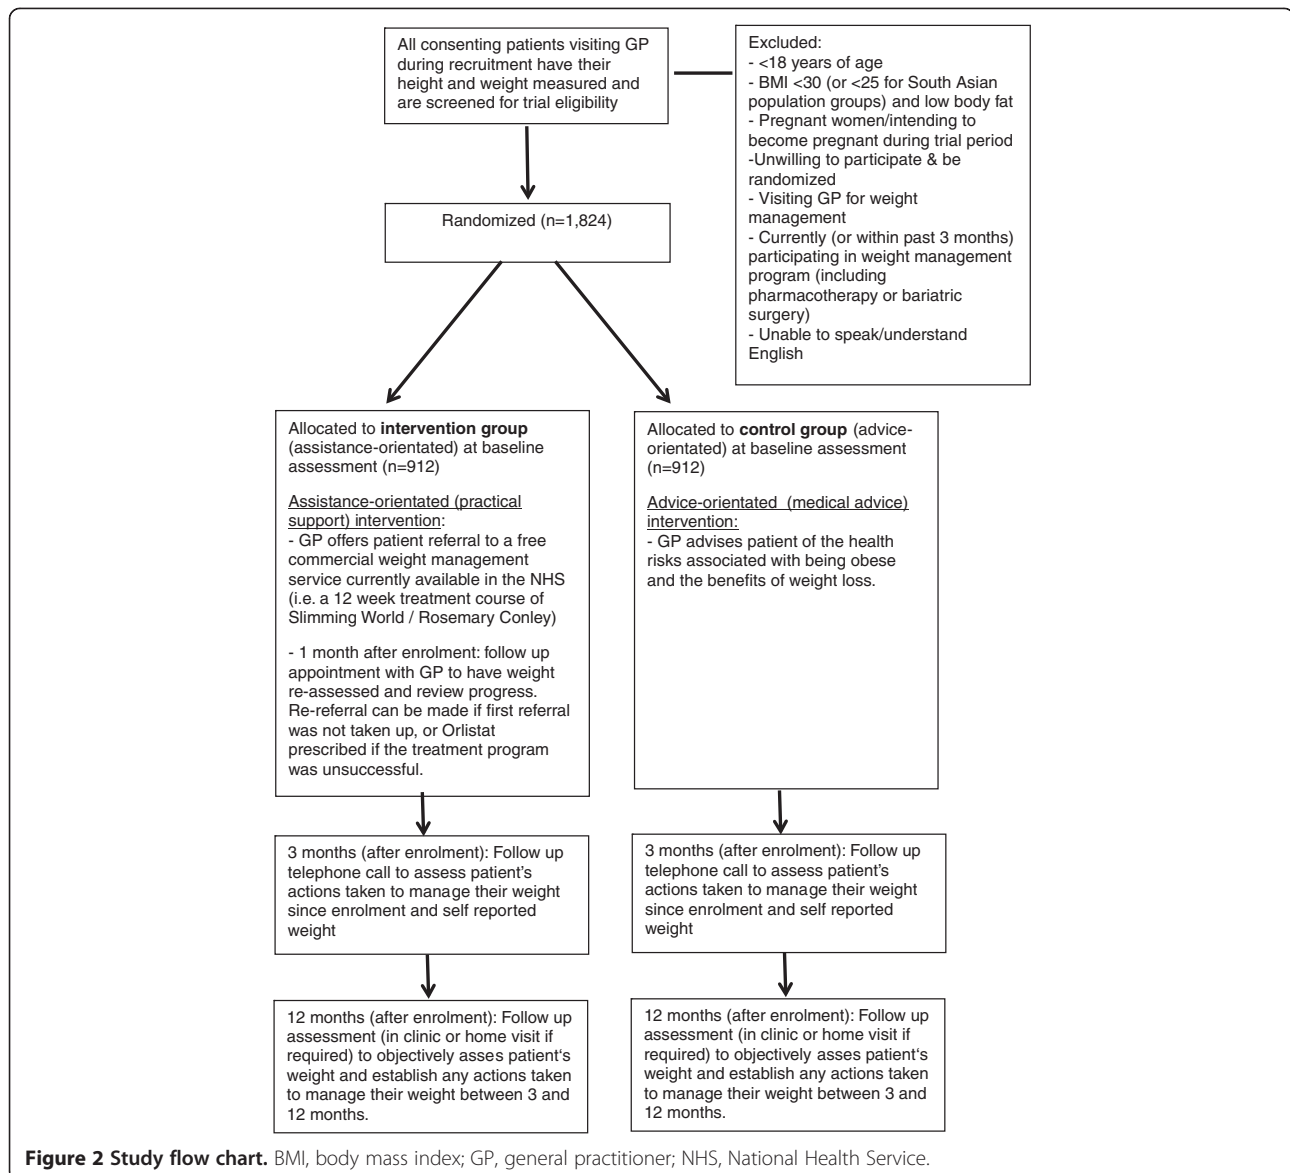 All consenting patients visiting GP
during recruitment have their
height and weight measured and
are screened for trial eligibility
Excluded:
- <18 years of age
- BMI <30 (or <25 for South Asian
population groups) and low body fat
- Pregnant women/intending to
become pregnant during trial period
-Unwilling to participate & be
randomized
- Visiting GP for weight
management
- Currently (or within past 3 months)
participating in weight management
program (including
pharmacotherapy or bariatric
surgery)
- Unable to speak/understand
English
Randomized (n=1,824)
Allocated to intervention group
(assistance-orientated) at baseline
assessment (n=912)
Assistance-orientated (practical
support) intervention:
- GP offers patient referral to a free
commercial weight management
service currently available in the NHS
(i.e. a 12 week treatment course of
Slimming World / Rosemary Conley)
- 1 month after enrolment: follow up
appointment with GP to have weight
re-assessed and review progress.
Re-referral can be made if first referral
was not taken up, or Orlistat
prescribed if the treatment program
was unsuccessful.
Allocated to control group (advice-
orientated) at baseline assessment
(n=912)
Advice-orientated (medical advice)
intervention:
- GP advises patient of the health
risks associated with being obese
and the benefits of weight loss.
3 months (after enrolment): Follow up
telephone call to assess patient's
actions taken to manage their weight
since enrolment and self reported
weight
3 months (after enrolment): Follow up
telephone call to assess patient's
actions taken to manage their weight
since enrolment and self reported
weight
12 months (after enrolment): Follow up
assessment (in clinic or home visit if
required) to objectively asses patient's
weight and establish any actions taken
to manage their weight between 3 and
12 months.
12 months (after enrolment): Follow up
assessment (in clinic or home visit if
required) to objectively asses patient's
weight and establish any actions taken
to manage their weight between 3 and
12 months.
Figure 2 Study flow chart. BMI, body mass index; GP, general practitioner; NHS, National Health Service.